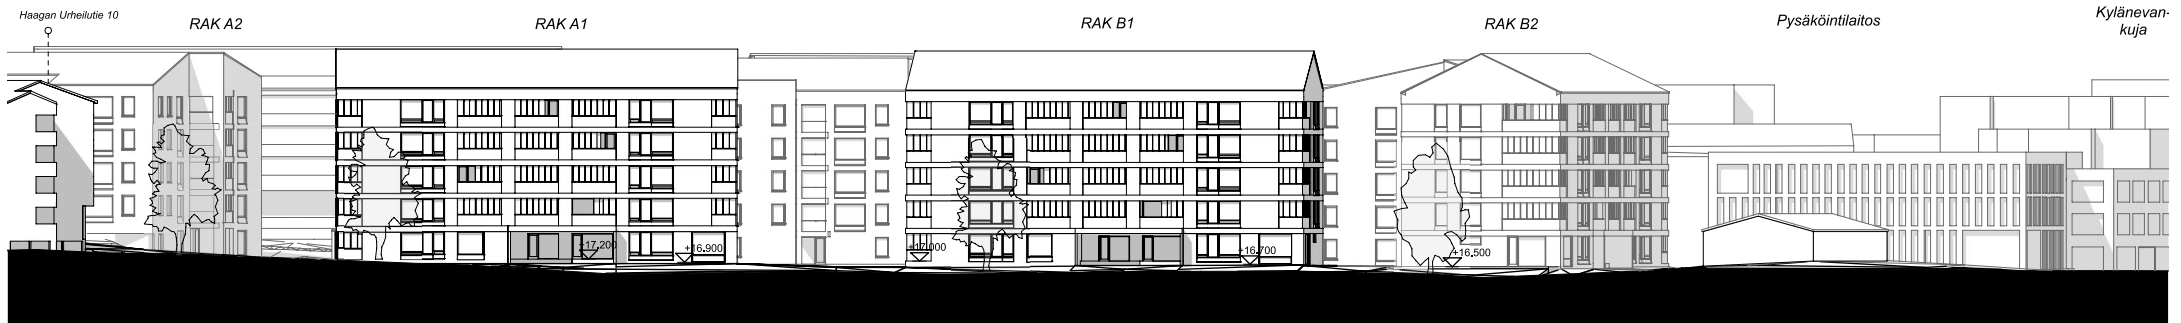 Haagan Urheilutie 10
RAK A2
RAK A1
RAK B1
RAK B2
Pysäköintilaitos
Kylänevan-
kuja
+17.200
+16.900
+17.000
+16.700
+16.500